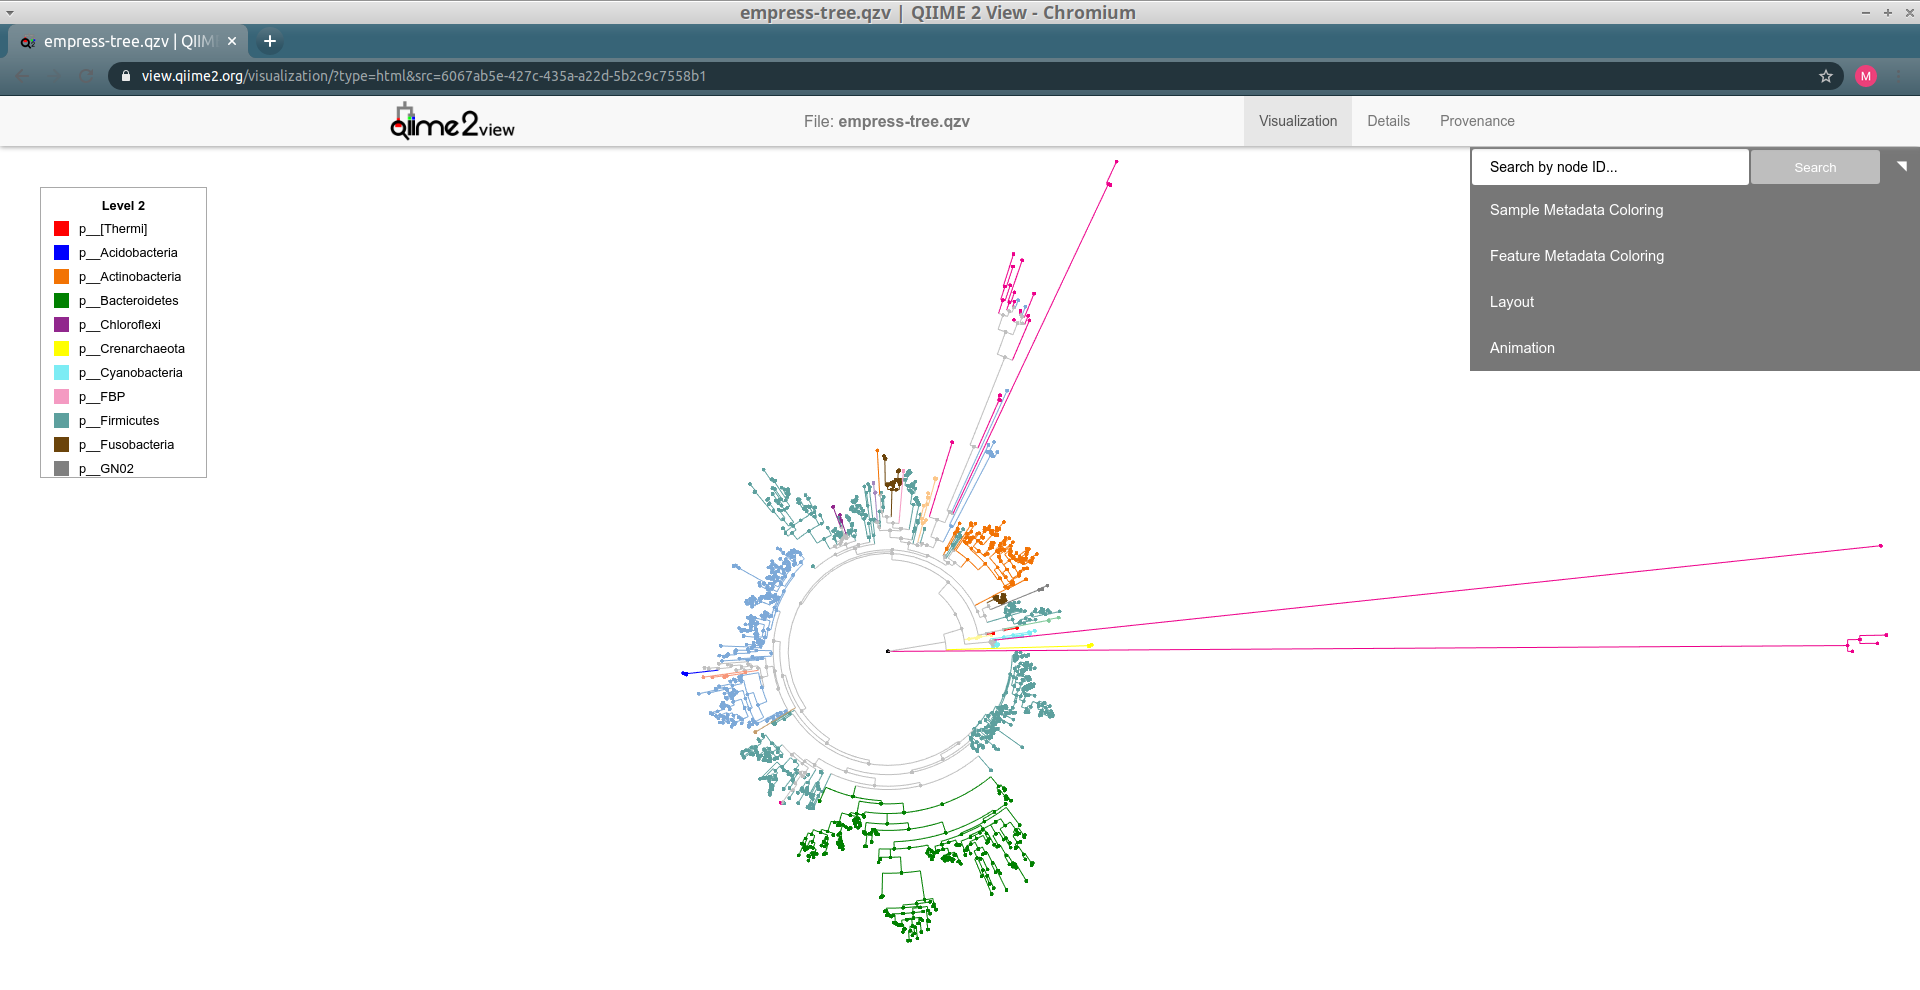 empress-tree.qzv | QIIME 2 View - Chromium
empress-tree.qzv | QIIM
view.qiime2.org/visualization/?type=html&src=6067ab5e-427c-435a-a22d-5b2c9c7558b1
M
qiime2view
File: empress-tree.qzv
Visualization
Details
Provenance
Search by node ID...
Search
Sample Metadata Coloring
Feature Metadata Coloring
Layout
Animation
Level 2
p__[Thermi]
p__Acidobacteria
p__Actinobacteria
p__Bacteroidetes
p__Chloroflexi
p__Crenarchaeota
p__Cyanobacteria
p__FBP
p__Firmicutes
p__Fusobacteria
p__GN02